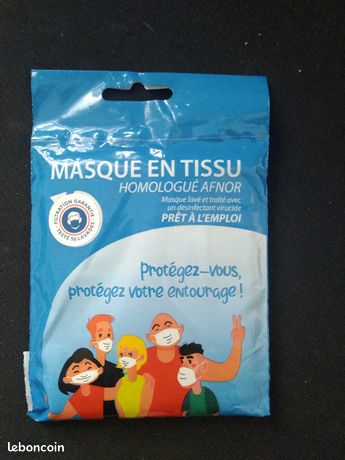 MASQUE EN TISSU
HOMOLOGUÉ AFNOR
Masque lavé et traité avec
un désinfectant virucide
PRÊT À L'EMPLOI
FILTRATION GARANTIE
TESTÉ 50 LAVAGES
Protégez-vous,
protégez votre entourage !
leboncoin